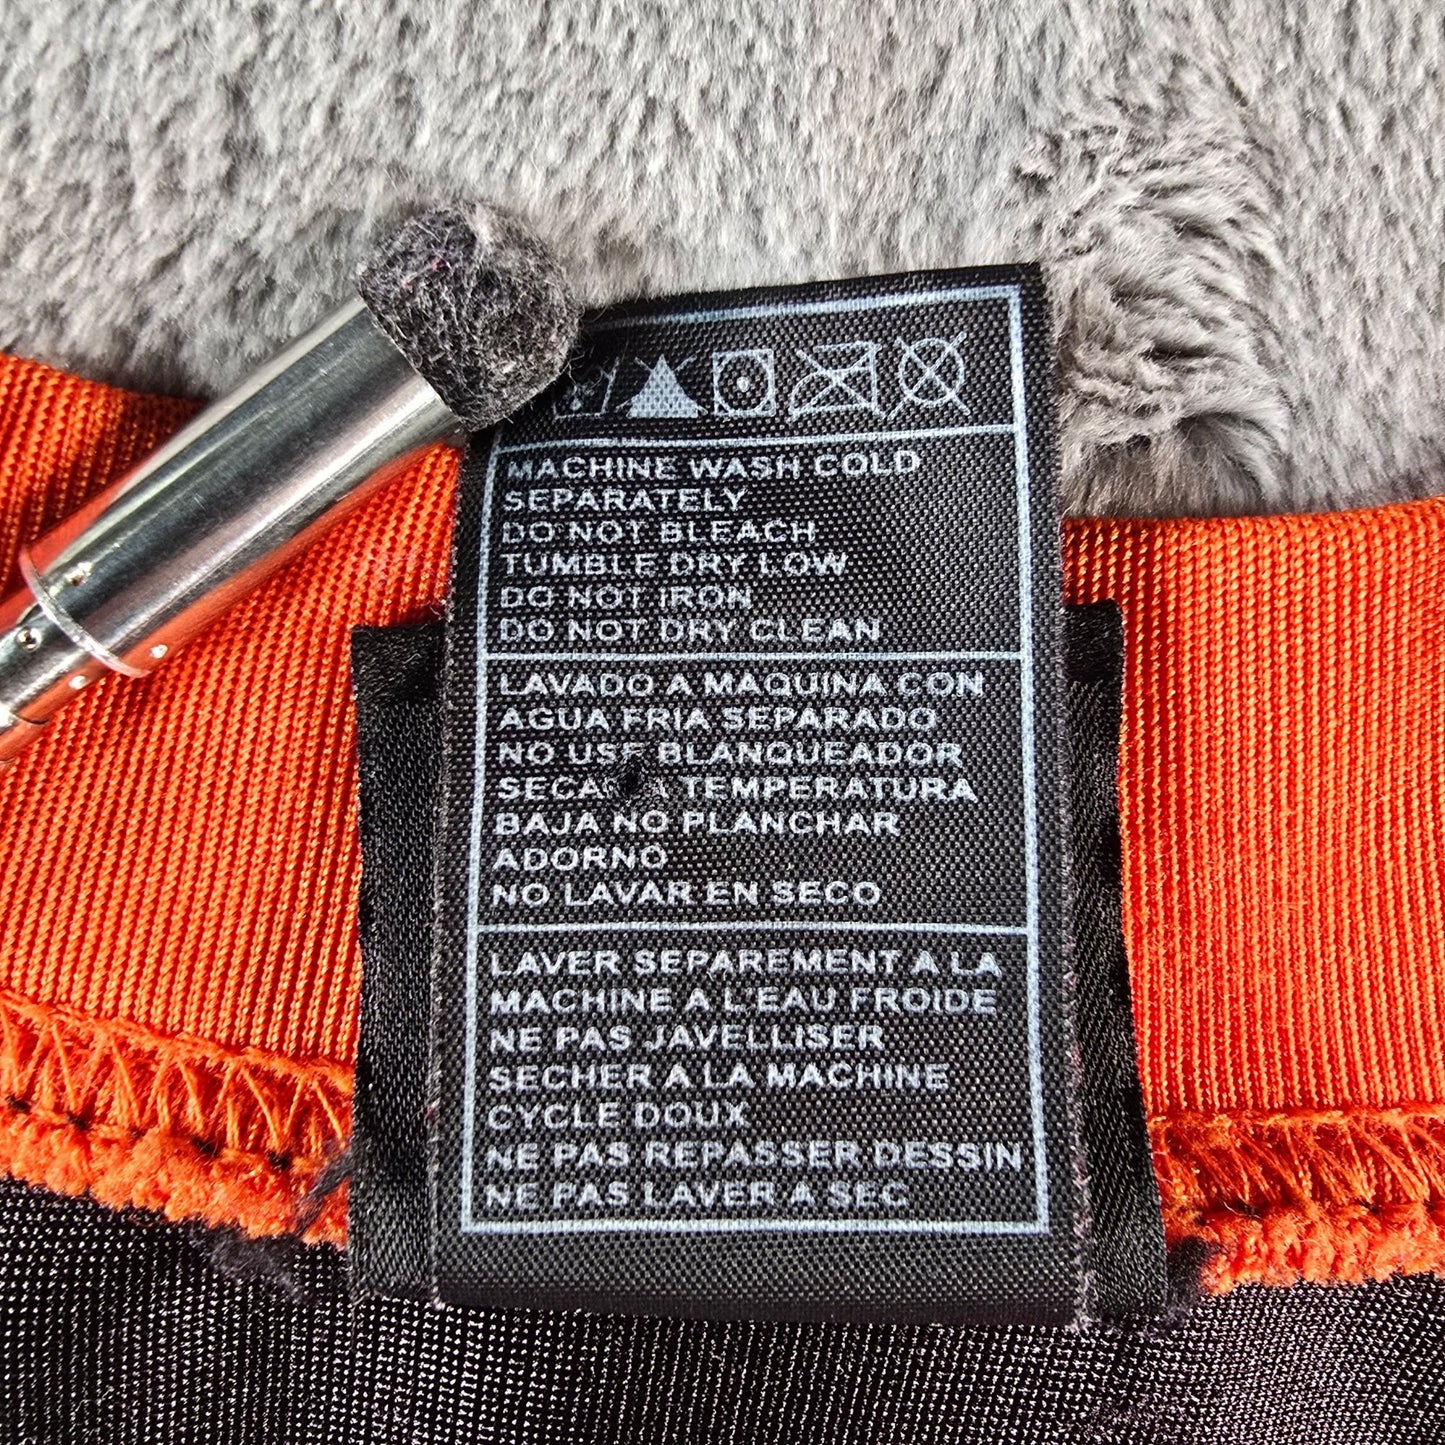 MACHINE WASH COLD
SEPARATELY
DO NOT BLEACH
TUMBLE DRY LOW
DO NOT IRON
DO NOT DRY CLEAN
LAVADO A MAQUINA CON
AGUA FRIA SEPARADO
NO USE BLANQUEADOR
TEMPERATURA
BAJA NO PLANCHAR
ADORNO
NO LAVAR EN SECO
LAVER SEPAREMENT A LA
MACHINE A L'EAU FROIDE
NE PAS JAVELLISER
SECHER A LA MACHINE
CYCLE DOUX
NE PAS REPASSER DESSIN
NE PAS LAVER A SEC